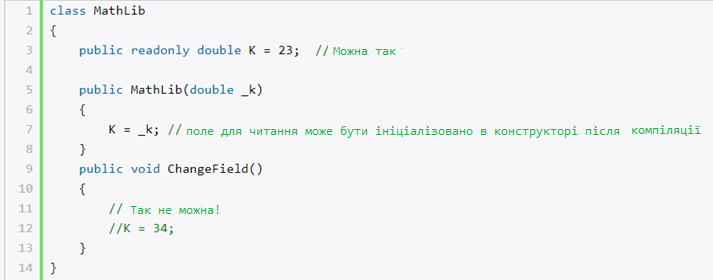 1 class MathLib
2 {
3 public readonly double K = 23; // Можна так
4
5 public MathLib(double _k)
6 {
7 K = _k; // поле для читання може бути ініціалізовано в конструкторі після компіляції
8 }
9 public void ChangeField()
10 {
11 // Так не можна!
12 //K = 34;
13 }
14 }